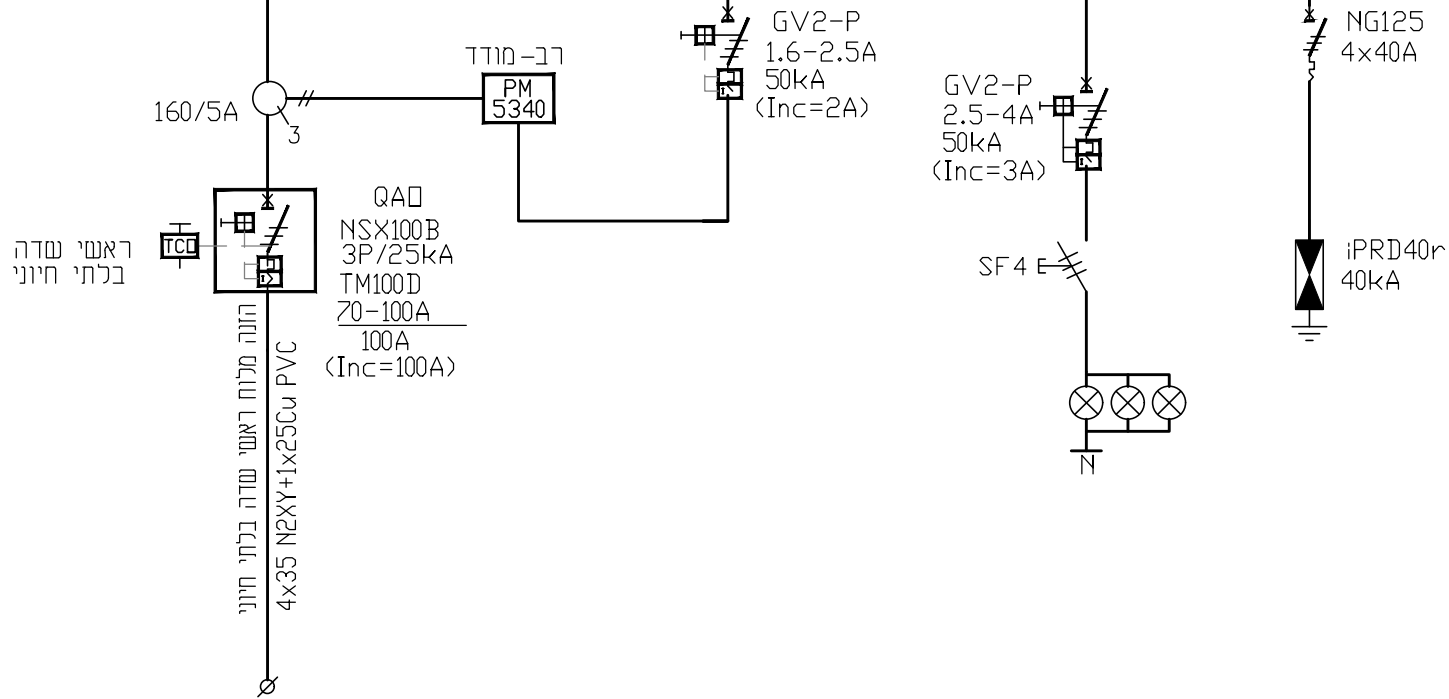 160/5A
3
רב-מודד
PM
5340
GV2-P
1.6-2.5A
50kA
(Inc=2A)
GV2-P
2.5-4A
50kA
(Inc=3A)
NG125
4x40A
ראשי שדה
בלתי חיוני
TC□
QA□
NSX100B
3P/25kA
TM100D
70-100A
100A
(Inc=100A)
SF4
iPRD40r
40kA
N
הזנה מלוח ראשי שדה בלתי חיוני
4x35 N2XY+1x25Cu PVC